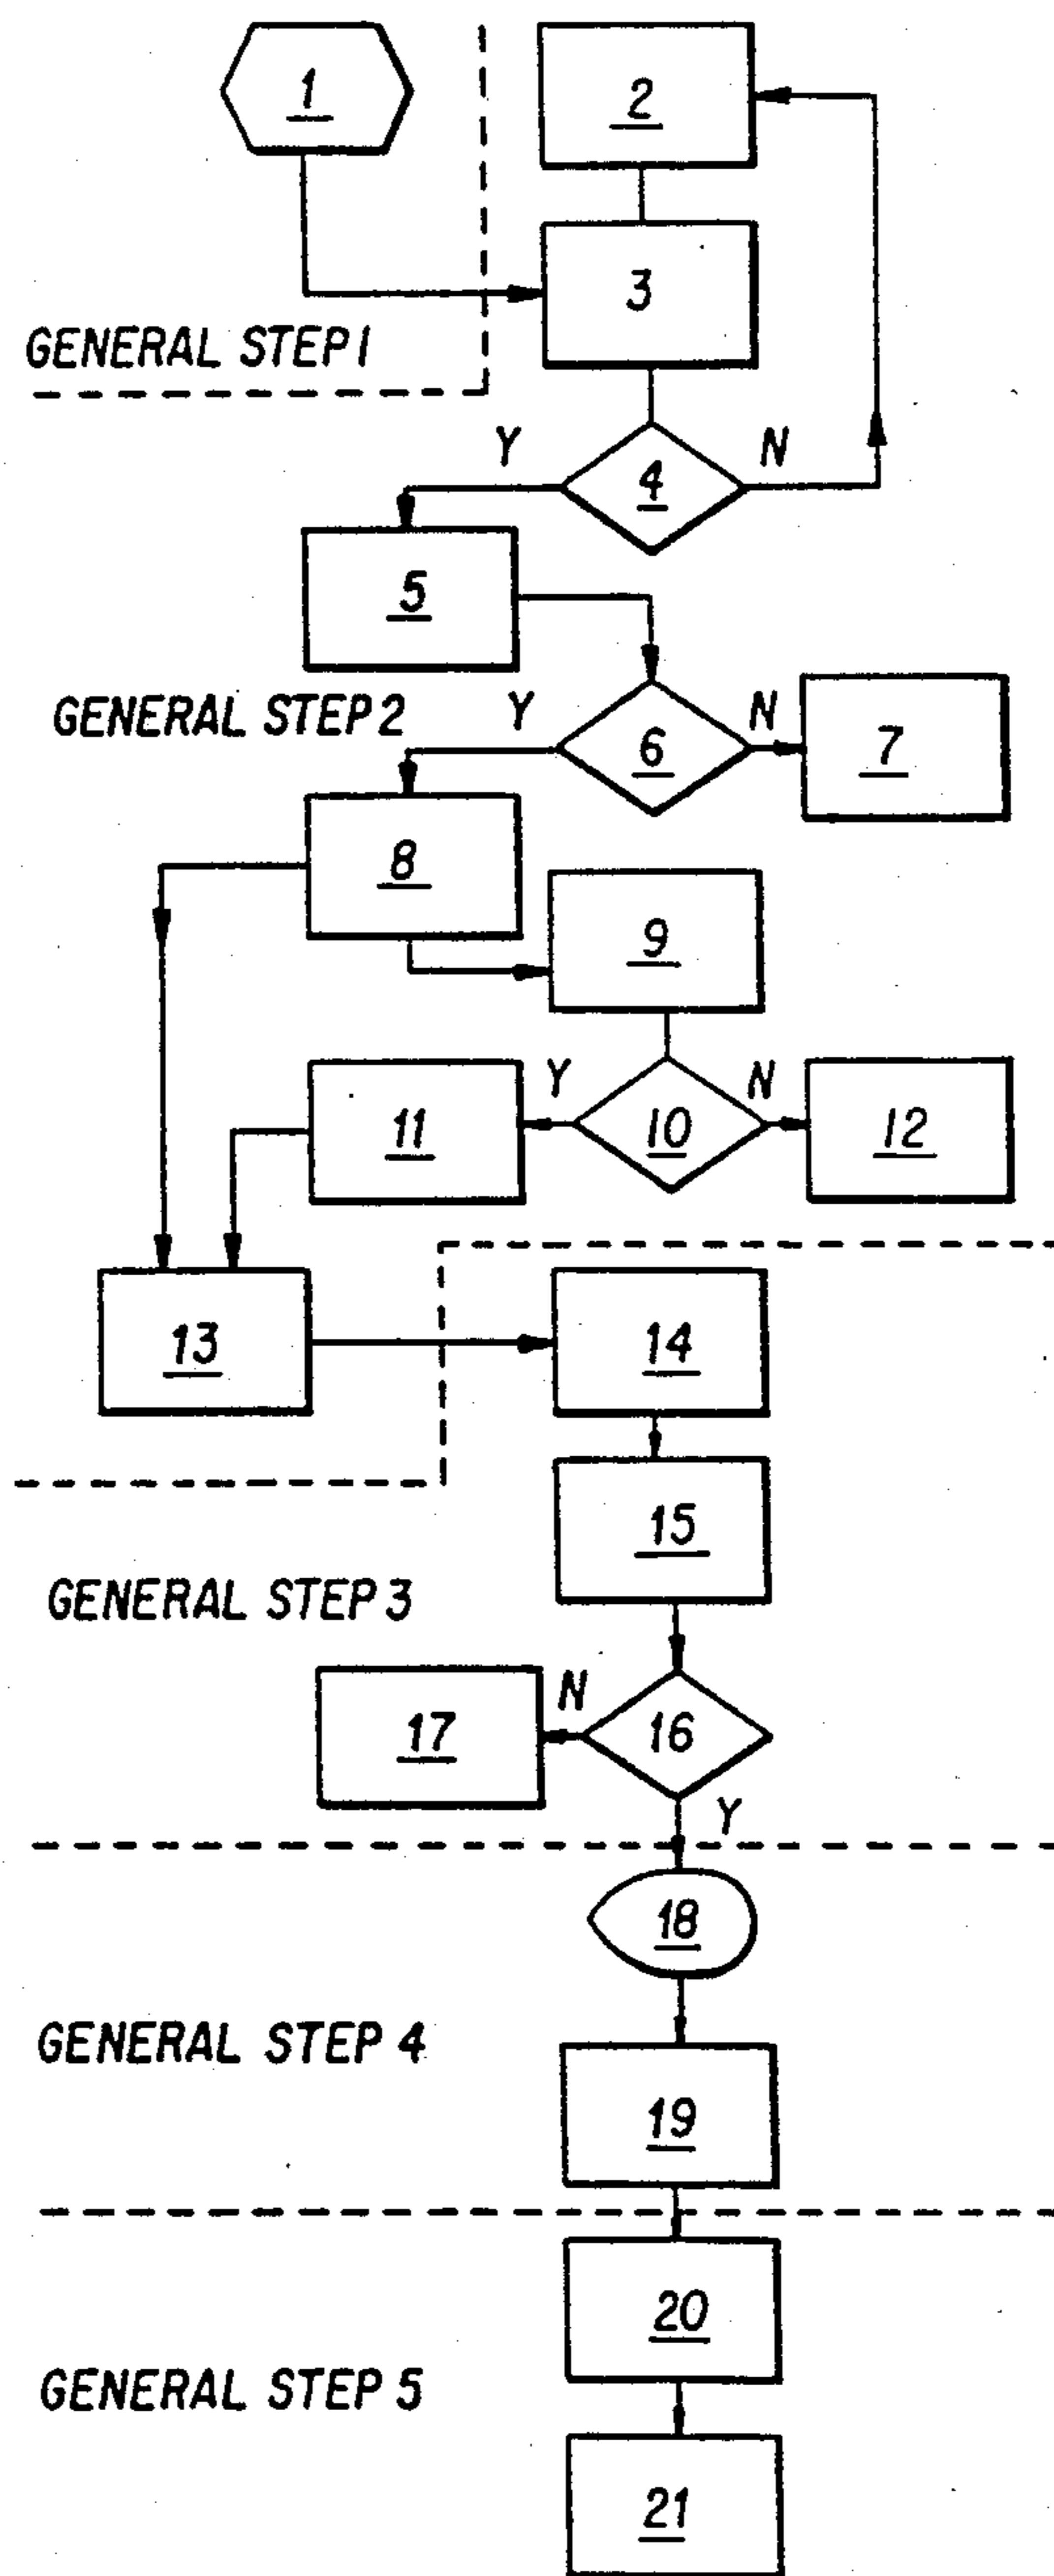 1
2
3
GENERAL STEP 1
Y
N
4
5
GENERAL STEP 2
Y
N
6
7
8
9
Y
N
11
10
12
13
14
15
GENERAL STEP 3
N
17
16
Y
18
GENERAL STEP 4
19
20
GENERAL STEP 5
21